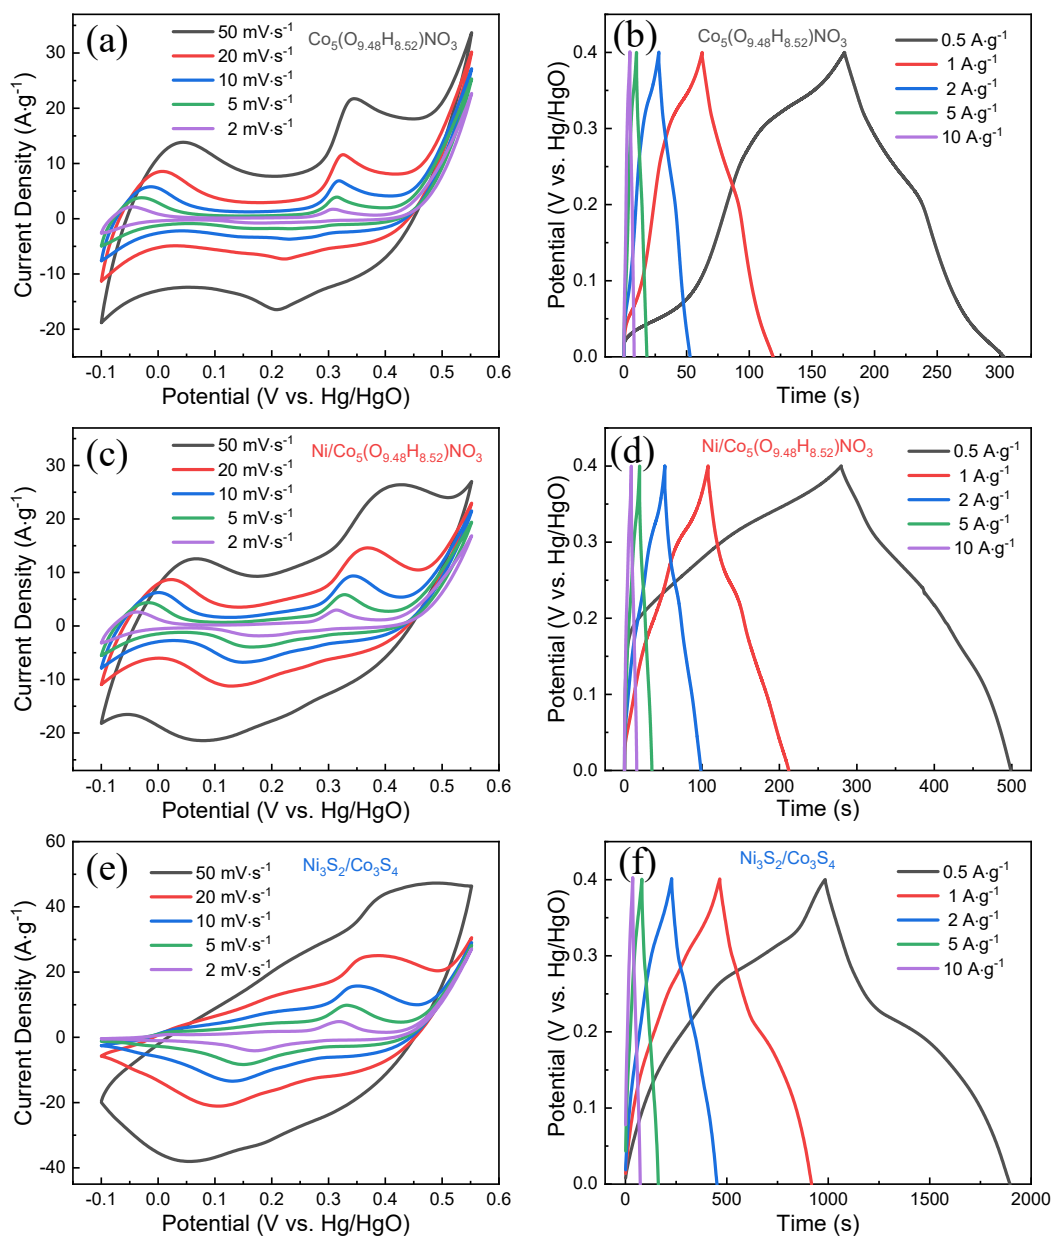 (a)
Co5(O9.48H8.52)NO3
50 mV·s-1
20 mV·s-1
10 mV·s-1
5 mV·s-1
2 mV·s-1
30
20
10
0
-10
-20
Current Density (A·g-1)
-0.1 0.0 0.1 0.2 0.3 0.4 0.5 0.6
Potential (V vs. Hg/HgO)
(b)
Co5(O9.48H8.52)NO3
0.5 A·g-1
1 A·g-1
2 A·g-1
5 A·g-1
10 A·g-1
0.4
0.3
0.2
0.1
0.0
Potential (V vs. Hg/HgO)
0 50 100 150 200 250 300
Time (s)
(c)
Ni/Co5(O9.48H8.52)NO3
50 mV·s-1
20 mV·s-1
10 mV·s-1
5 mV·s-1
2 mV·s-1
30
20
10
0
-10
-20
Current Density (A·g-1)
-0.1 0.0 0.1 0.2 0.3 0.4 0.5 0.6
Potential (V vs. Hg/HgO)
(d)
Ni/Co5(O9.48H8.52)NO3
0.5 A·g-1
1 A·g-1
2 A·g-1
5 A·g-1
10 A·g-1
0.4
0.3
0.2
0.1
0.0
Potential (V vs. Hg/HgO)
0 100 200 300 400 500
Time (s)
(e)
Ni3S2/Co3S4
50 mV·s-1
20 mV·s-1
10 mV·s-1
5 mV·s-1
2 mV·s-1
60
40
20
0
-20
-40
Current Density (A·g-1)
-0.1 0.0 0.1 0.2 0.3 0.4 0.5 0.6
Potential (V vs. Hg/HgO)
(f)
Ni3S2/Co3S4
0.5 A·g-1
1 A·g-1
2 A·g-1
5 A·g-1
10 A·g-1
0.4
0.3
0.2
0.1
0.0
Potential (V vs. Hg/HgO)
0 500 1000 1500 2000
Time (s)